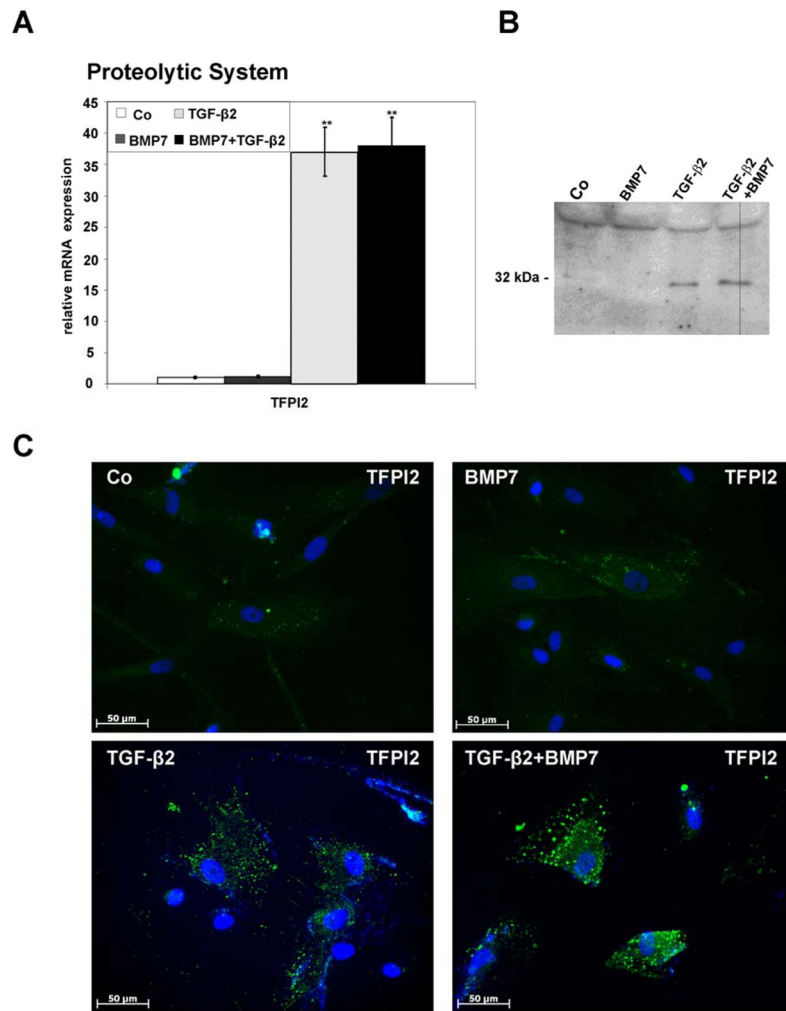 A
Proteolytic System
relative mRNA expression
45
40
35
30
25
20
15
10
5
0
Co
TGF-β2
BMP7
BMP7+TGF-β2
**
**
TFPI2
B
Co
BMP7
TGF-β2
TGF-β2
+BMP7
32 kDa -
C
Co
TFPI2
50 µm
BMP7
TFPI2
50 µm
TGF-β2
TFPI2
50 µm
TGF-β2+BMP7
TFPI2
50 µm